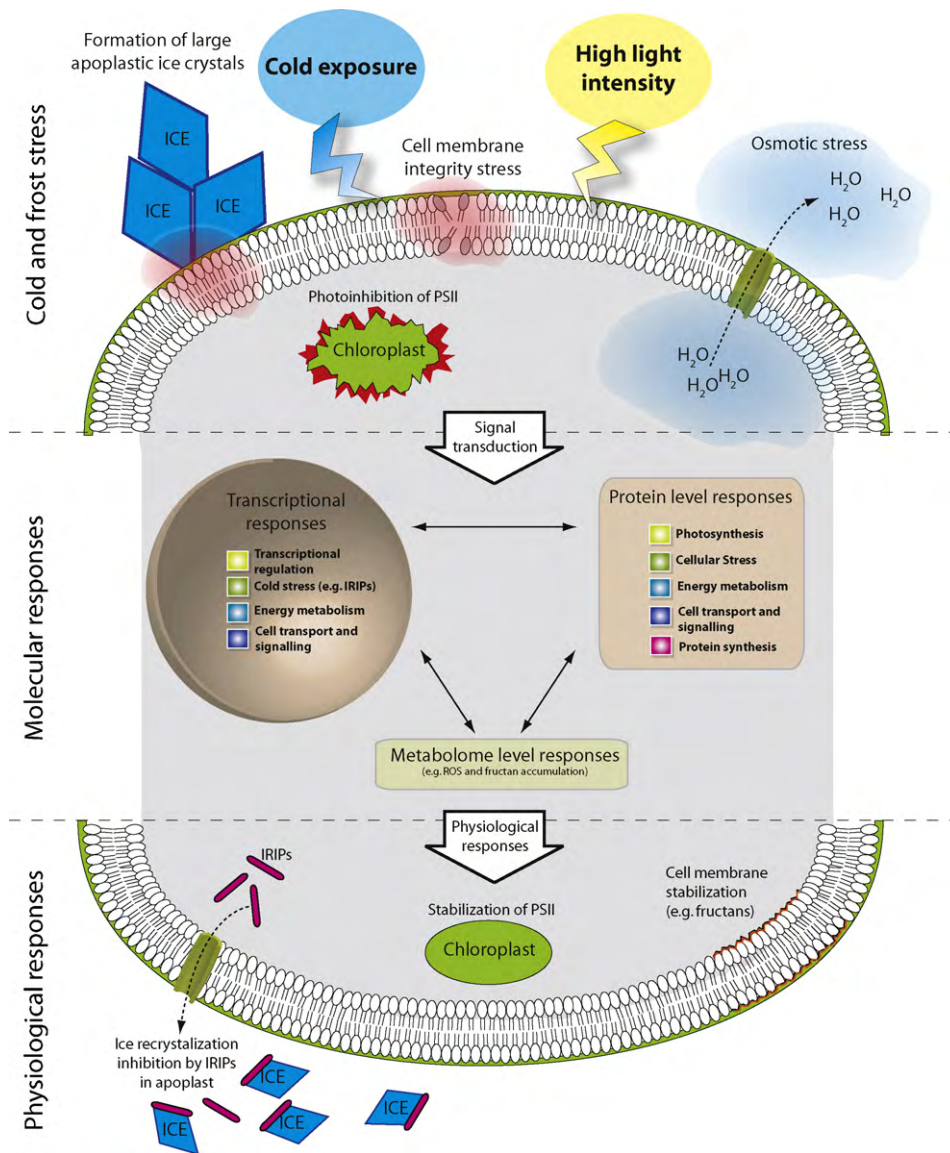 Formation of large
apoplastic ice crystals
Cold exposure
High light
intensity
ICE
ICE
ICE
Cell membrane
integrity stress
Osmotic stress
H2O
H2O
H2O
Cold and frost stress
Photoinhibition of PSII
Chloroplast
H2O
H2O
H2O
Signal
transduction
Molecular responses
Transcriptional
responses
Transcriptional
regulation
Cold stress (e.g. IRIPs)
Energy metabolism
Cell transport and
signalling
Protein level responses
Photosynthesis
Cellular Stress
Energy metabolism
Cell transport and
signalling
Protein synthesis
Metabolome level responses
(e.g. ROS and fructan accumulation)
Physiological
responses
Physiological responses
IRIPs
Stabilization of PSII
Chloroplast
Cell membrane
stabilization
(e.g. fructans)
Ice recrystalization
inhibition by IRIPs
in apoplast
ICE
ICE
ICE
ICE